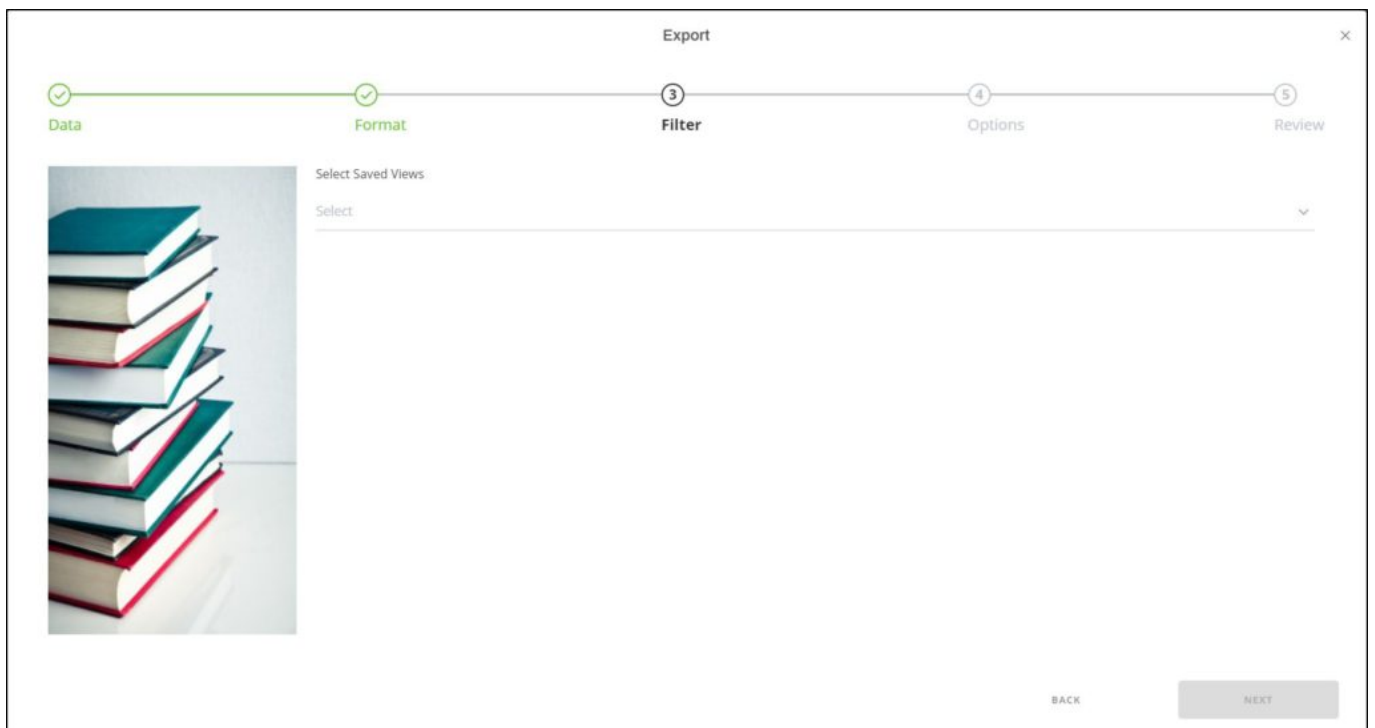 Export
3 4 5
Data Format Filter Options Review
Select Saved Views
Select
BACK NEXT